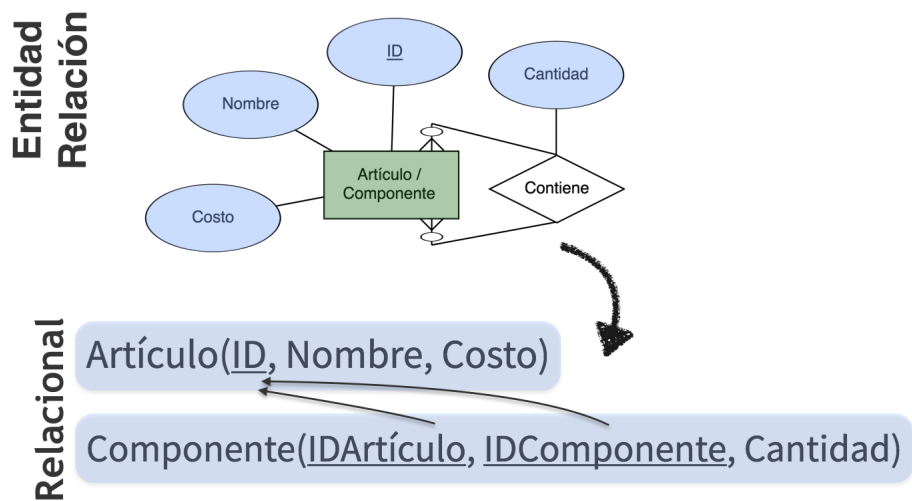 Entidad
Relación
ID
Cantidad
Nombre
Artículo /
Componente
Contiene
Costo
Relacional
Artículo(ID, Nombre, Costo)
Componente(IDArtículo, IDComponente, Cantidad)